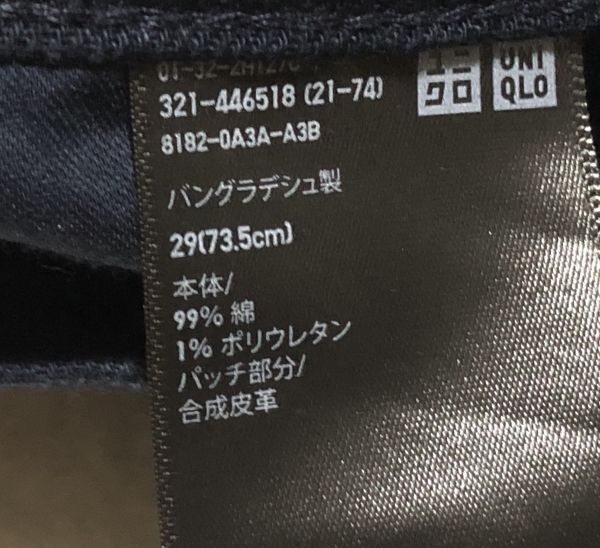 321-446518 (21-74)
ユニ
クロ
UNI
QLO
8182-0A3A-A3B
バングラデシュ製
29(73.5cm)
本体/
99% 綿
1% ポリウレタン
パッチ部分/
合成皮革